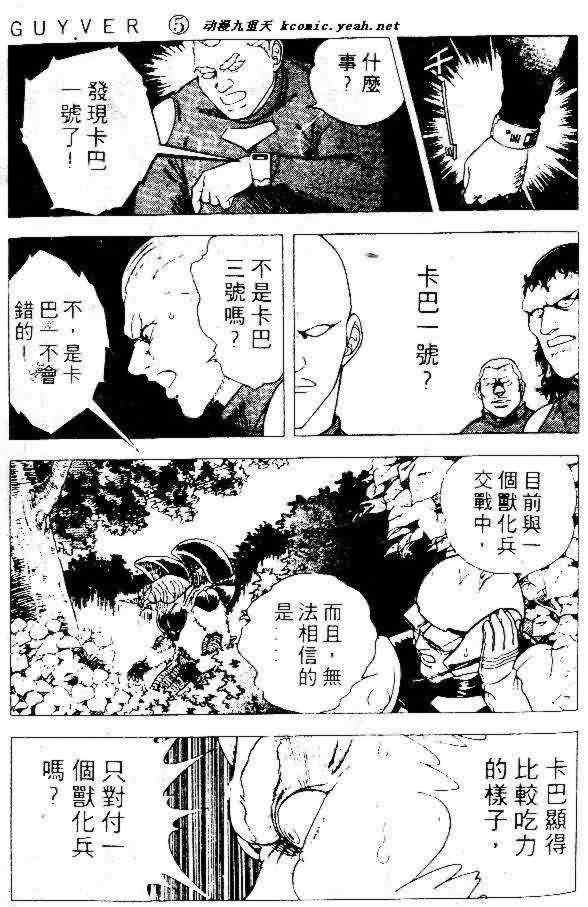 GUYVER ⑤ 动漫九重天 kcomic.yeah.net
什麼
事？
發現卡巴
一號了！
卡巴一號？
不是卡巴
三號嗎？
不，是卡
巴一不會
錯的！
目前與一
個獸化兵
交戰中，
而且，無
法相信的
是……
卡巴顯得
比較吃力
的樣子，
只對付一
個獸化兵
嗎？